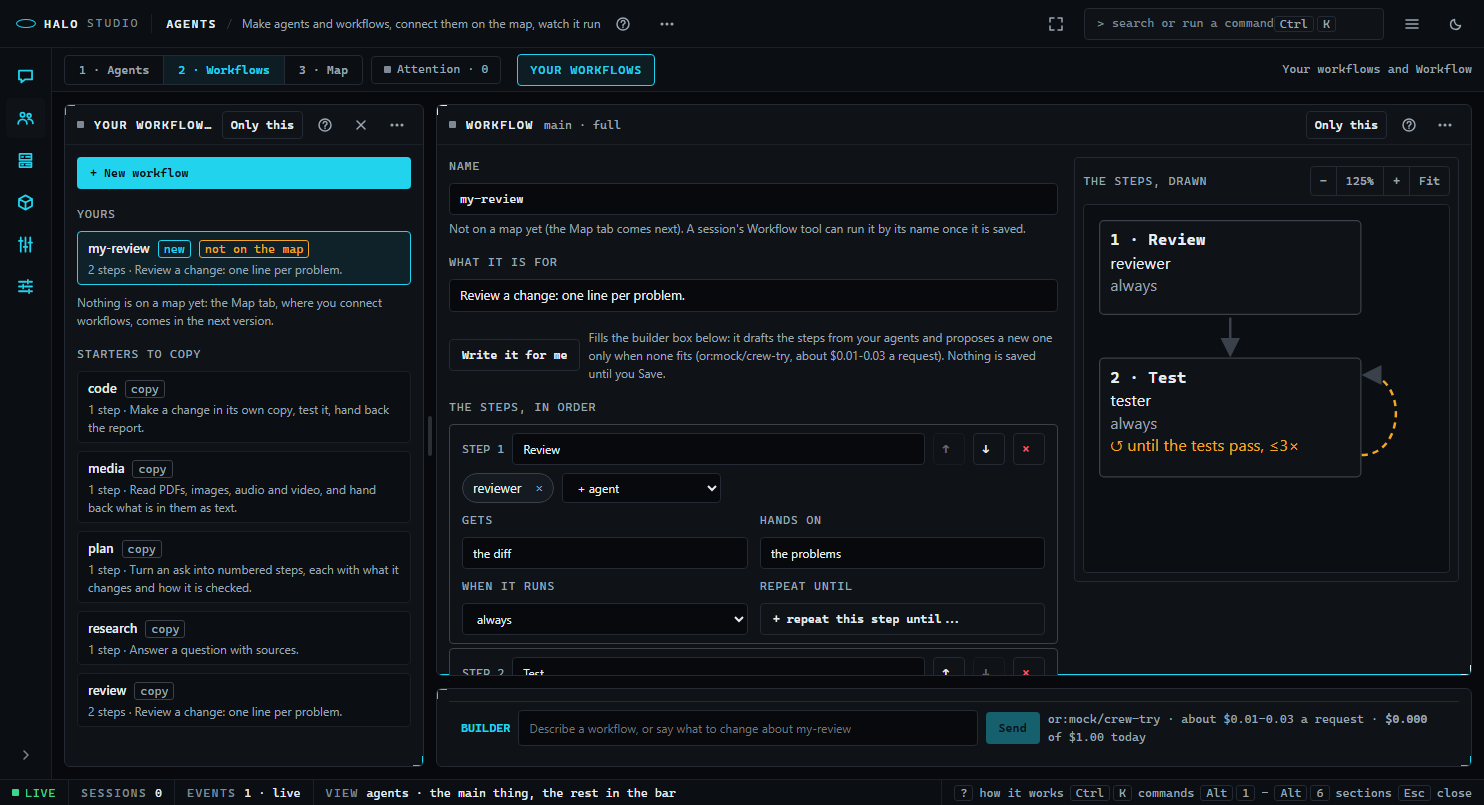 HALO STUDIO AGENTS / Make agents and workflows, connect them on the map, watch it run ? ...
> search or run a command Ctrl K
1 · Agents 2 · Workflows 3 · Map Attention · 0 YOUR WORKFLOWS
Your workflows and Workflow
YOUR WORKFLOW… Only this ? × ...
+ New workflow
YOURS
my-review new not on the map
2 steps · Review a change: one line per problem.
Nothing is on a map yet: the Map tab, where you connect
workflows, comes in the next version.
STARTERS TO COPY
code copy
1 step · Make a change in its own copy, test it, hand back
the report.
media copy
1 step · Read PDFs, images, audio and video, and hand
back what is in them as text.
plan copy
1 step · Turn an ask into numbered steps, each with what it
changes and how it is checked.
research copy
1 step · Answer a question with sources.
review copy
2 steps · Review a change: one line per problem.
WORKFLOW main · full Only this ? ...
NAME
my-review
Not on a map yet (the Map tab comes next). A session's Workflow tool can run it by its name once it is saved.
WHAT IT IS FOR
Review a change: one line per problem.
Write it for me
Fills the builder box below: it drafts the steps from your agents and proposes a new one
only when none fits (or:mock/crew-try, about $0.01-0.03 a request). Nothing is saved
until you Save.
THE STEPS, IN ORDER
STEP 1 Review ↑ ↓ ×
reviewer × + agent
GETS HANDS ON
the diff the problems
WHEN IT RUNS REPEAT UNTIL
always + repeat this step until...
STEP 2 Test ↑ ↓ ×
THE STEPS, DRAWN − 125% + Fit
1 · Review
reviewer
always
2 · Test
tester
always
↺ until the tests pass, ≤3×
BUILDER Describe a workflow, or say what to change about my-review Send
or:mock/crew-try · about $0.01-0.03 a request · $0.000
of $1.00 today
LIVE SESSIONS 0 EVENTS 1 · live VIEW agents · the main thing, the rest in the bar
? how it works Ctrl K commands Alt 1 − Alt 6 sections Esc close